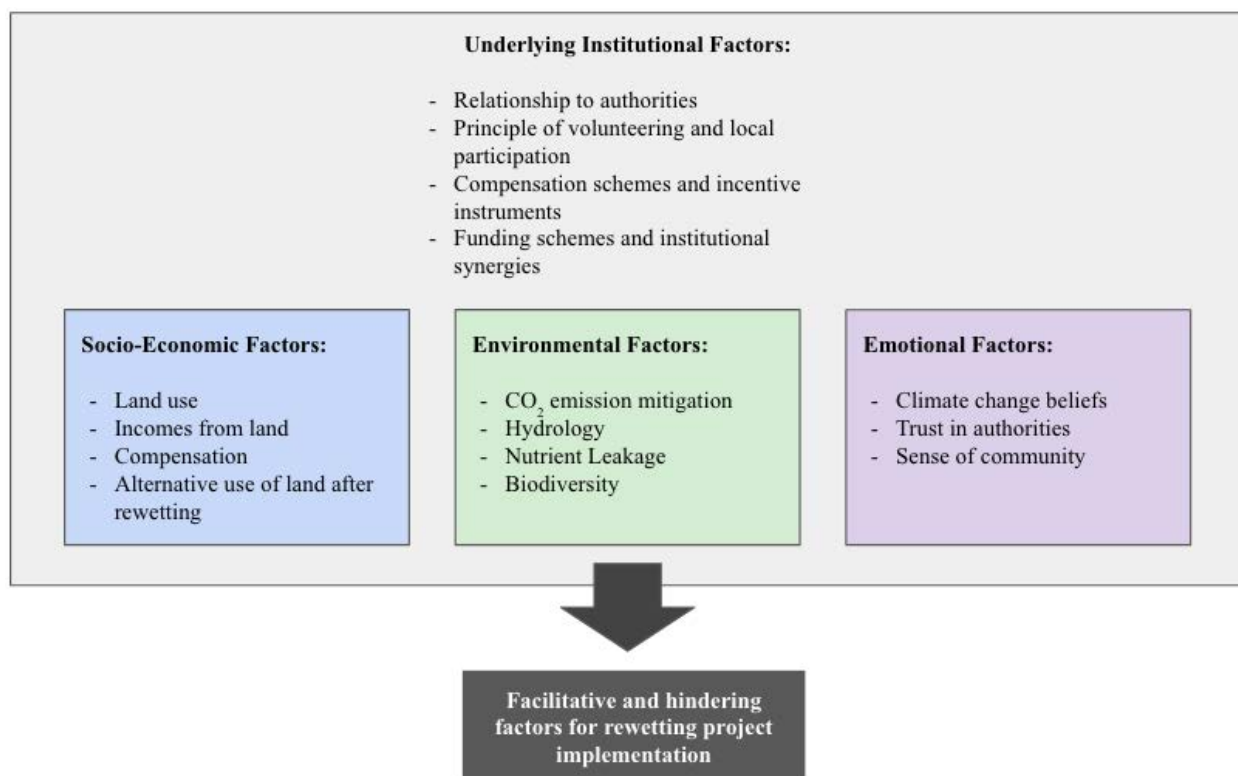 Underlying Institutional Factors:
- Relationship to authorities
- Principle of volunteering and local
participation
- Compensation schemes and incentive
instruments
- Funding schemes and institutional
synergies
Socio-Economic Factors:
- Land use
- Incomes from land
- Compensation
- Alternative use of land after
rewetting
Environmental Factors:
- CO₂ emission mitigation
- Hydrology
- Nutrient Leakage
- Biodiversity
Emotional Factors:
- Climate change beliefs
- Trust in authorities
- Sense of community
Facilitative and hindering
factors for rewetting project
implementation